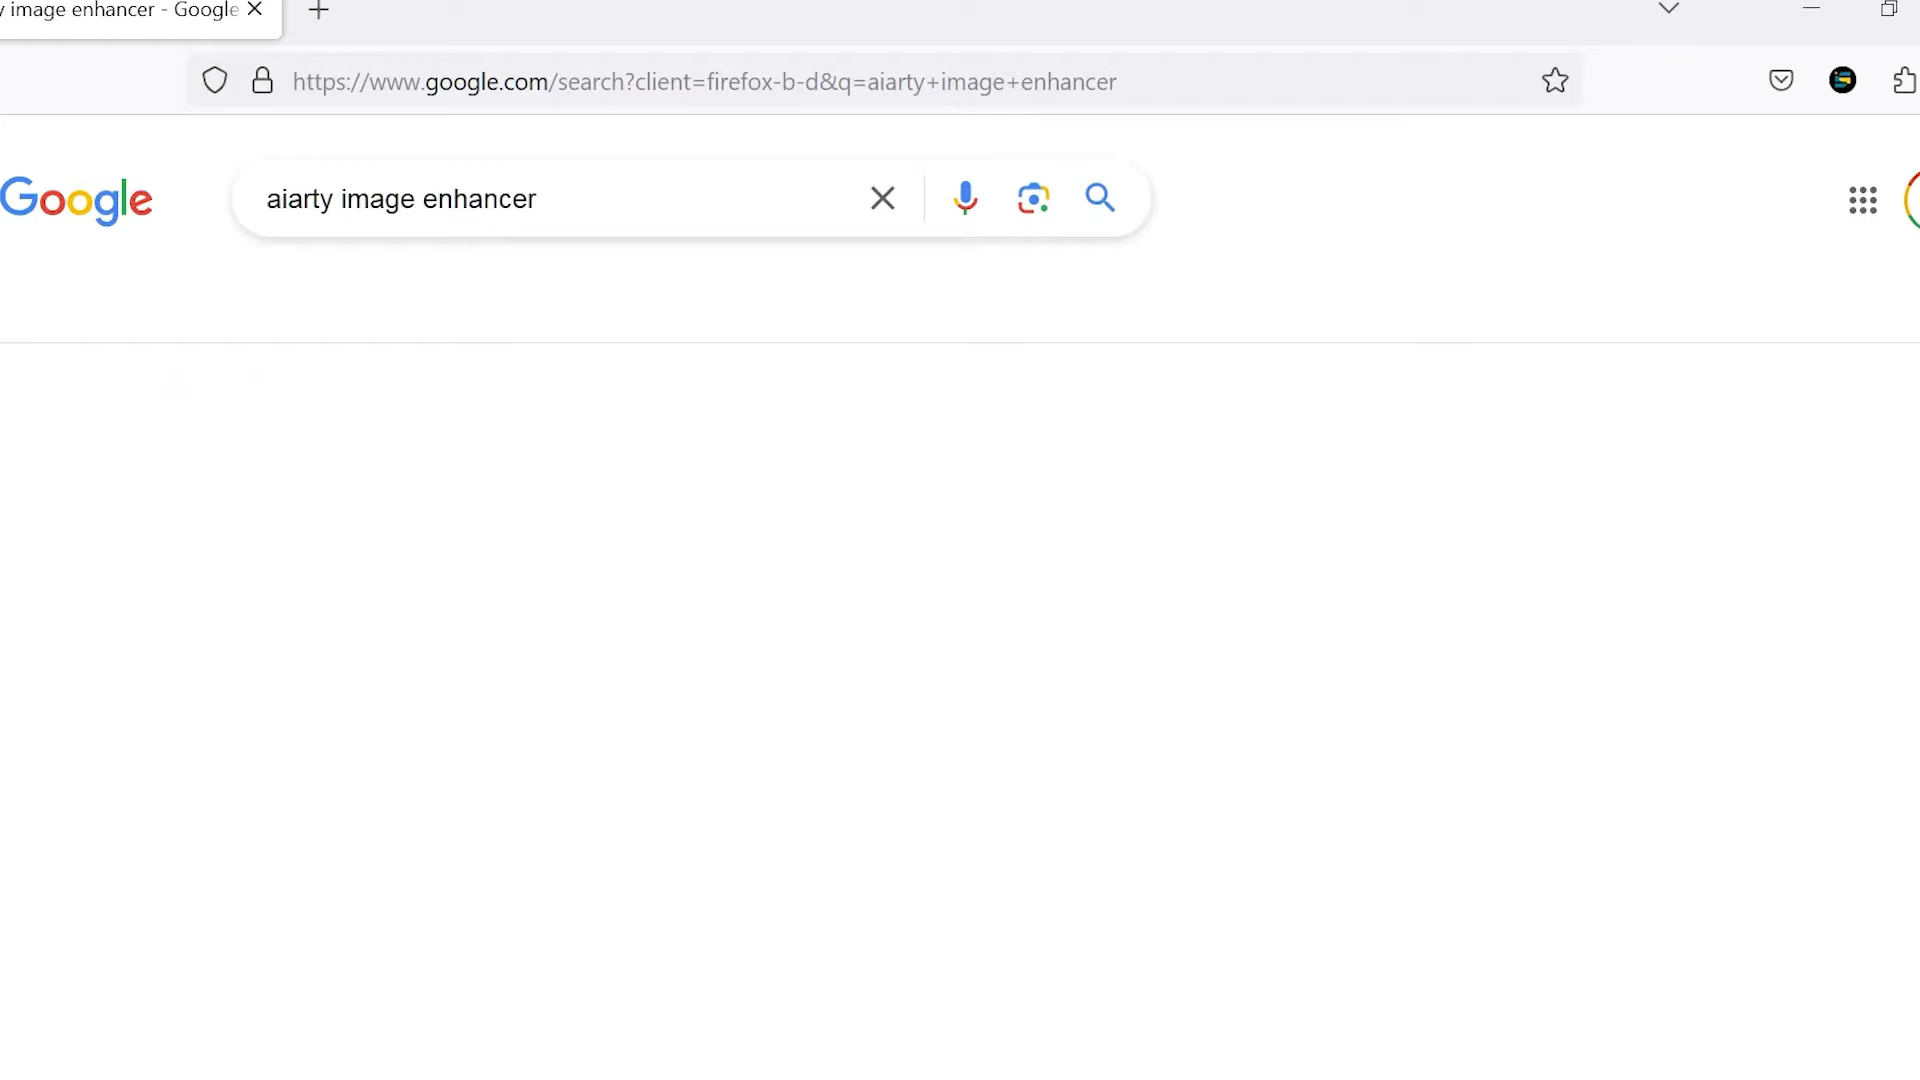 y image enhancer - Google
https://www.google.com/search?client=firefox-b-d&q=aiarty+image+enhancer
Google
aiarty image enhancer